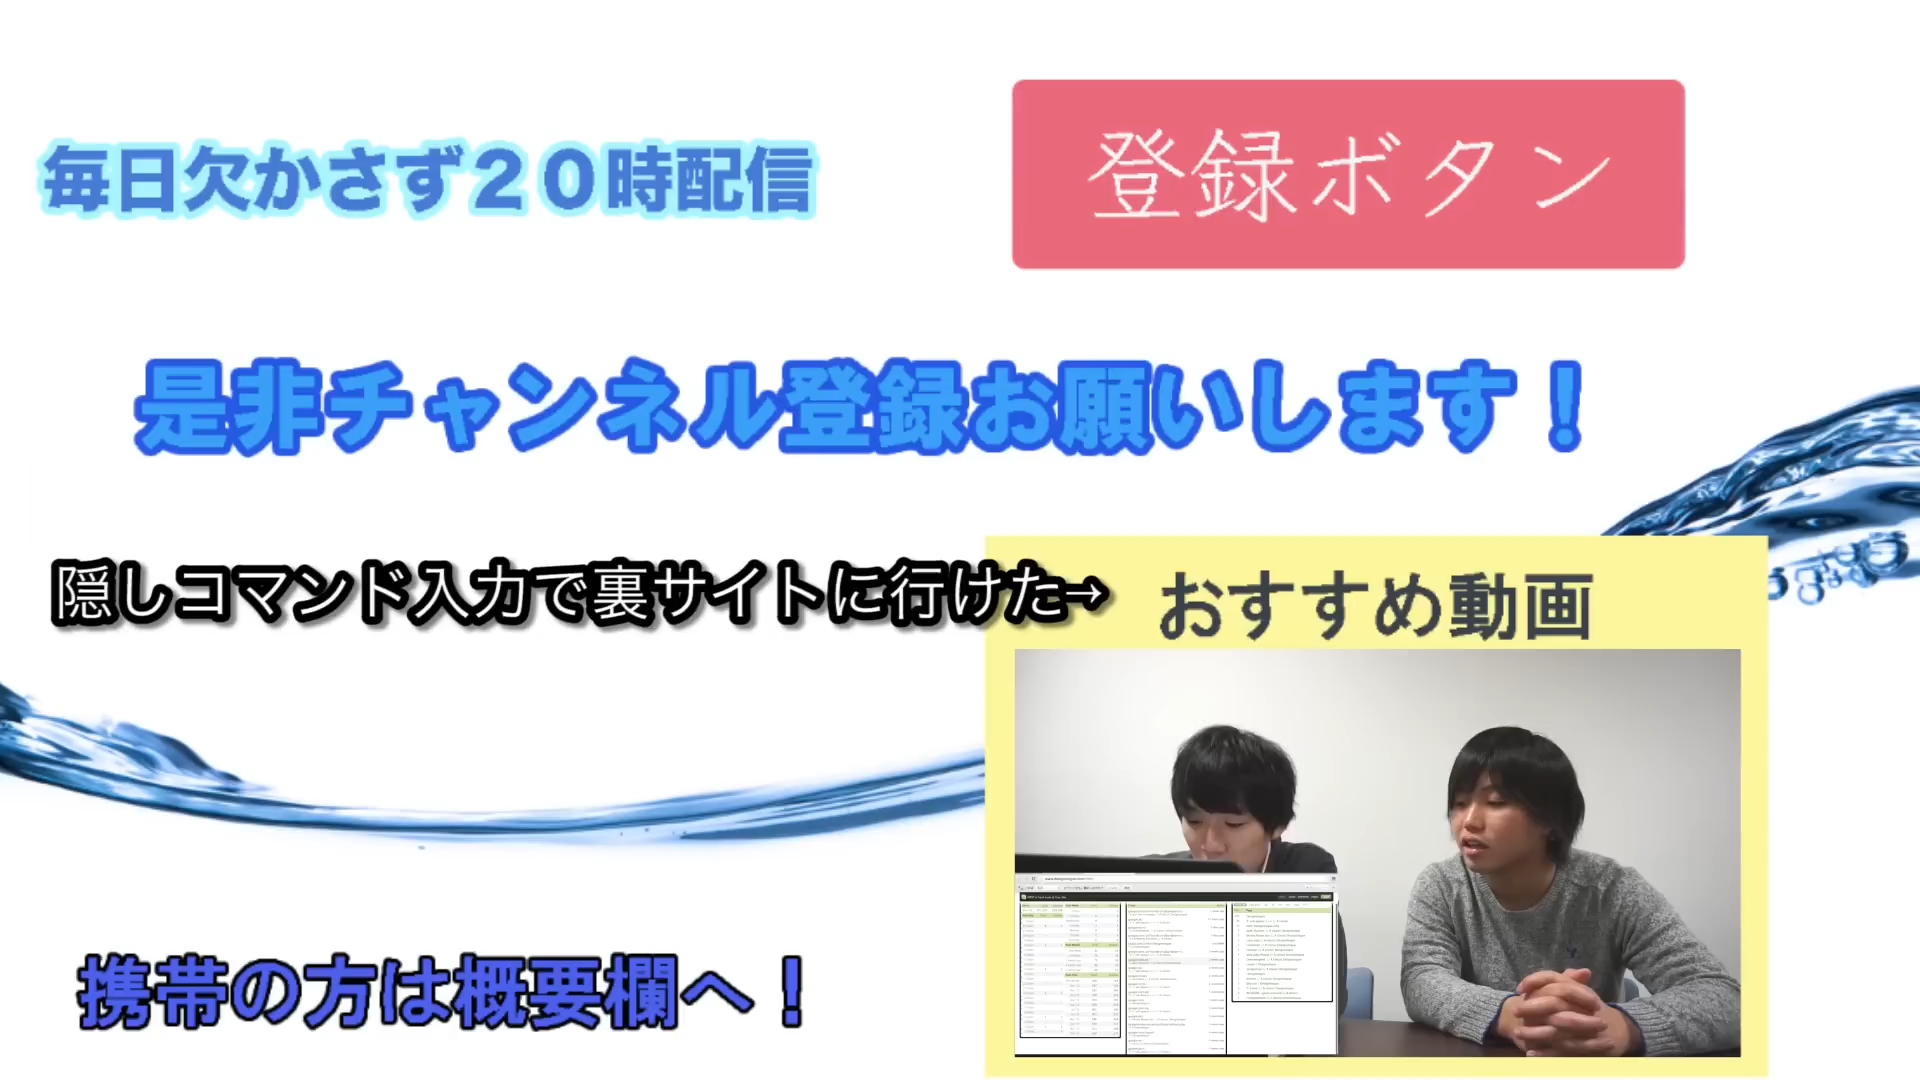 毎日欠かさず２０時配信
登録ボタン
是非チャンネル登録お願いします！
隠しコマンド入力で裏サイトに行けた→
おすすめ動画
携帯の方は概要欄へ！